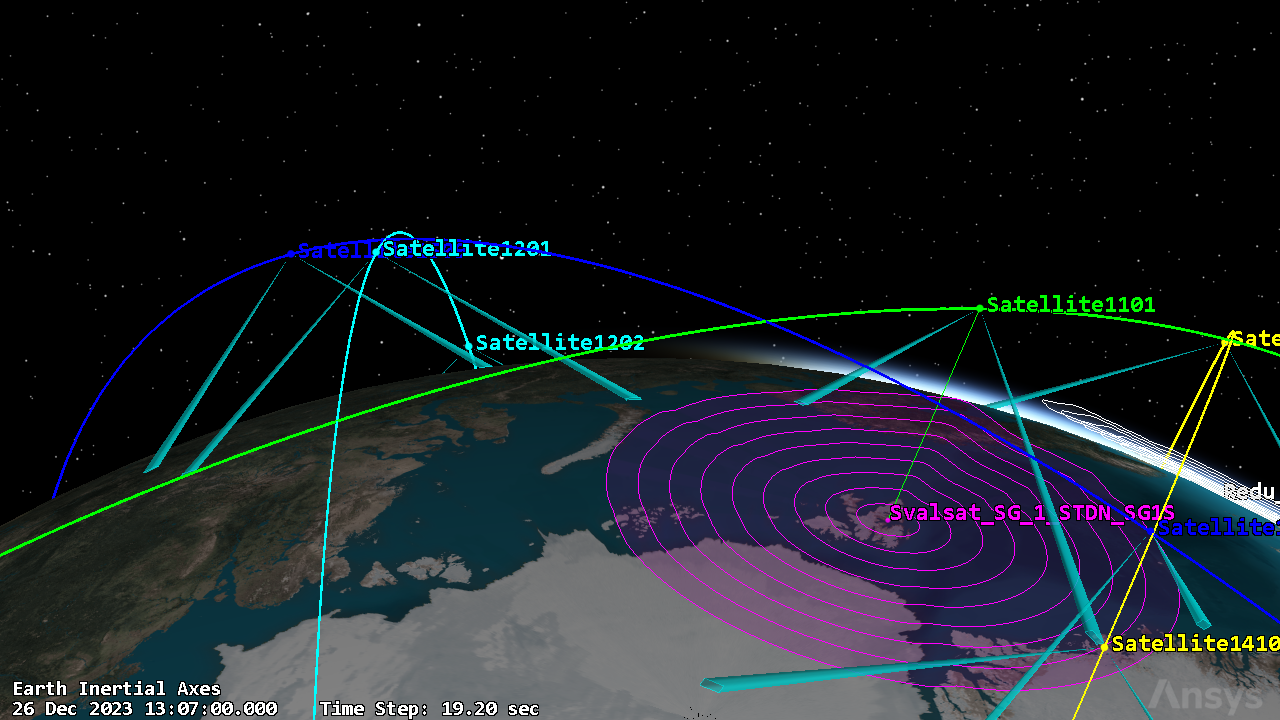 Satellite1201
Satellite1202
Satellite1101
Sate
Redu
Svalsat_SG_1_STDN_SG1S
Satellite
Satellite1410
Earth Inertial Axes
26 Dec 2023 13:07:00.000 Time Step: 19.20 sec
Ansys